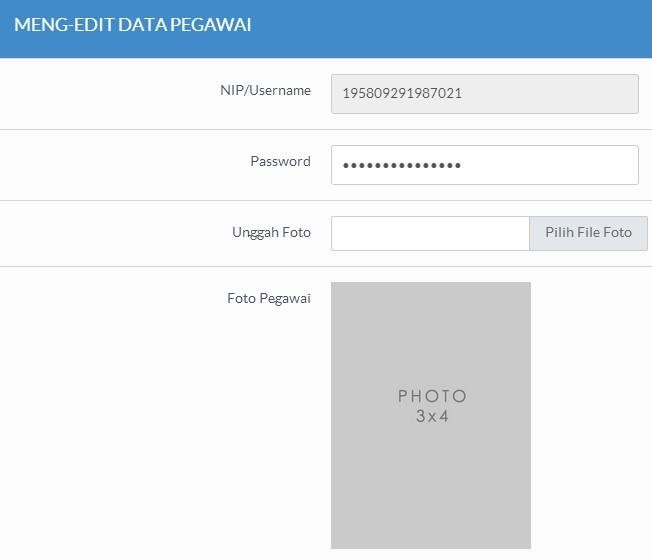 MENG-EDIT DATA PEGAWAI
NIP/Username
195809291987021
Password
•••••••••••••••
Unggah Foto
Pilih File Foto
Foto Pegawai
PHOTO
3x4